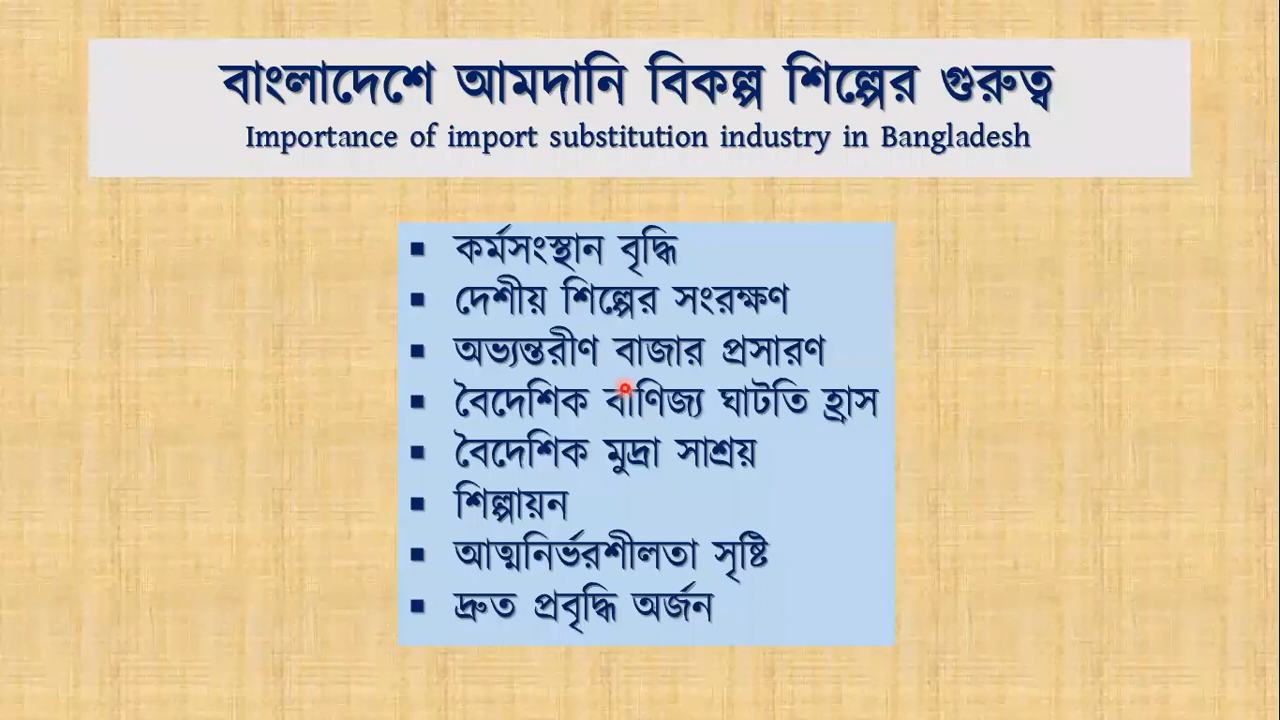 বাংলাদেশে আমদানি বিকল্প শিল্পের গুরুত্ব
Importance of import substitution industry in Bangladesh
▪ কর্মসংস্থান বৃদ্ধি
▪ দেশীয় শিল্পের সংরক্ষণ
▪ অভ্যন্তরীণ বাজার প্রসারণ
▪ বৈদেশিক বাণিজ্য ঘাটতি হ্রাস
▪ বৈদেশিক মুদ্রা সাশ্রয়
▪ শিল্পায়ন
▪ আত্মনির্ভরশীলতা সৃষ্টি
▪ দ্রুত প্রবৃদ্ধি অর্জন